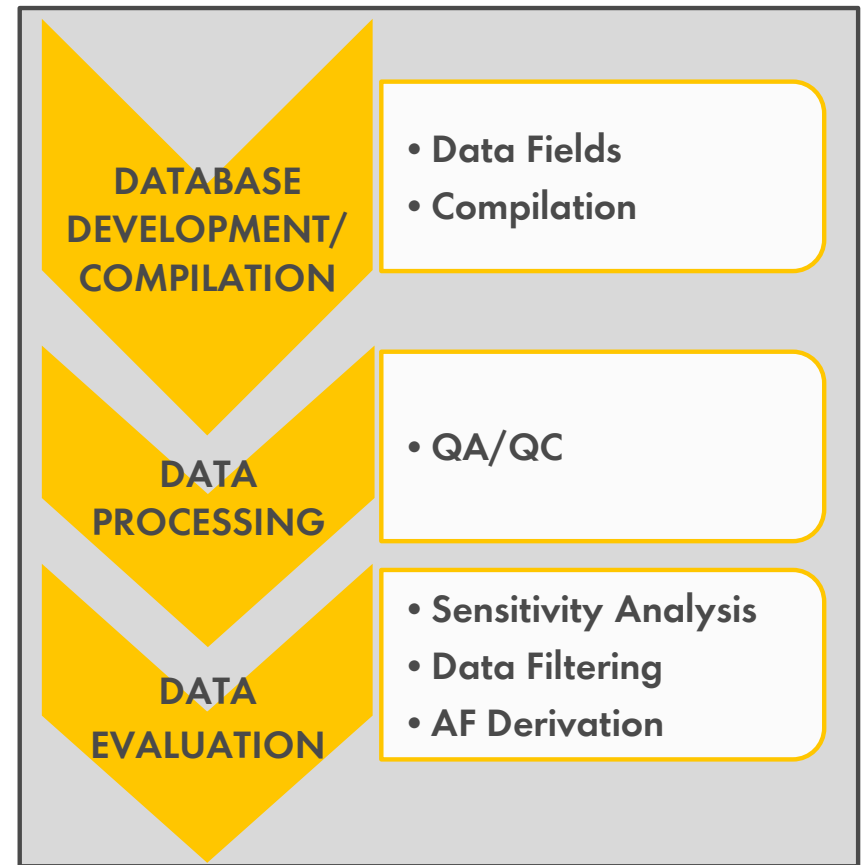 DATABASE
DEVELOPMENT/
COMPILATION
• Data Fields
• Compilation
DATA
PROCESSING
• QA/QC
DATA
EVALUATION
• Sensitivity Analysis
• Data Filtering
• AF Derivation